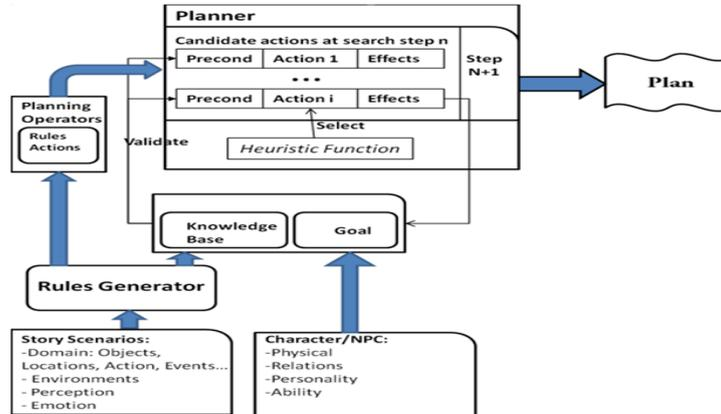 Planner
Candidate actions at search step n
Precond Action 1 Effects
•••
Precond Action i Effects
Step
N+1
Select
Heuristic Function
Plan
Planning
Operators
Rules
Actions
Validate
Knowledge
Base
Goal
Rules Generator
Story Scenarios:
-Domain: Objects,
Locations, Action, Events...
- Environments
- Perception
- Emotion
Character/NPC:
-Physical
-Relations
-Personality
-Ability